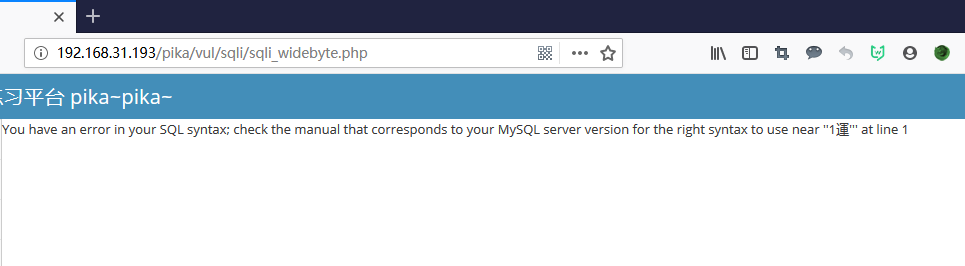 192.168.31.193/pika/vul/sqli/sqli_widebyte.php
习平台 pika~pika~
You have an error in your SQL syntax; check the manual that corresponds to your MySQL server version for the right syntax to use near ''1運''' at line 1